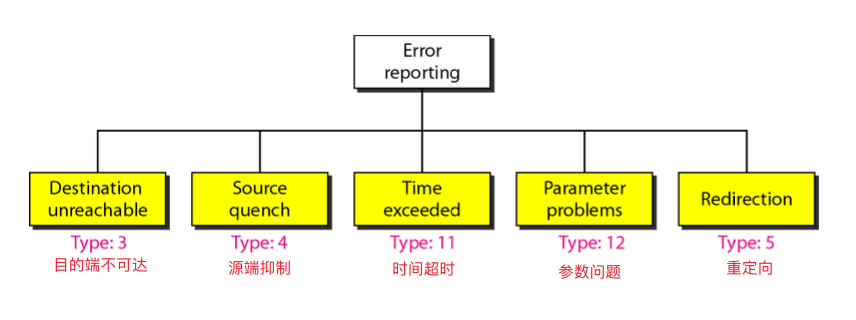 Error
reporting
Destination
unreachable
Source
quench
Time
exceeded
Parameter
problems
Redirection
Type: 3
Type: 4
Type: 11
Type: 12
Type: 5
目的端不可达
源端抑制
时间超时
参数问题
重定向